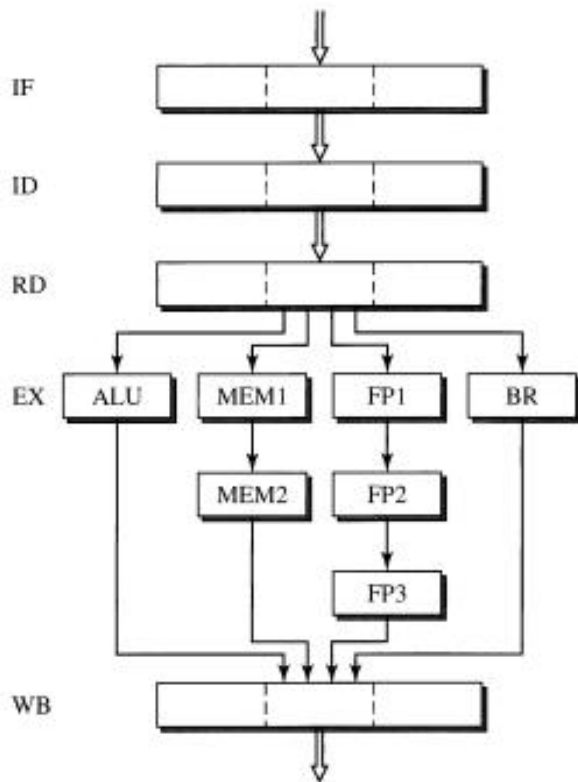 IF
ID
RD
EX ALU MEM1 FP1 BR
MEM2 FP2
FP3
WB